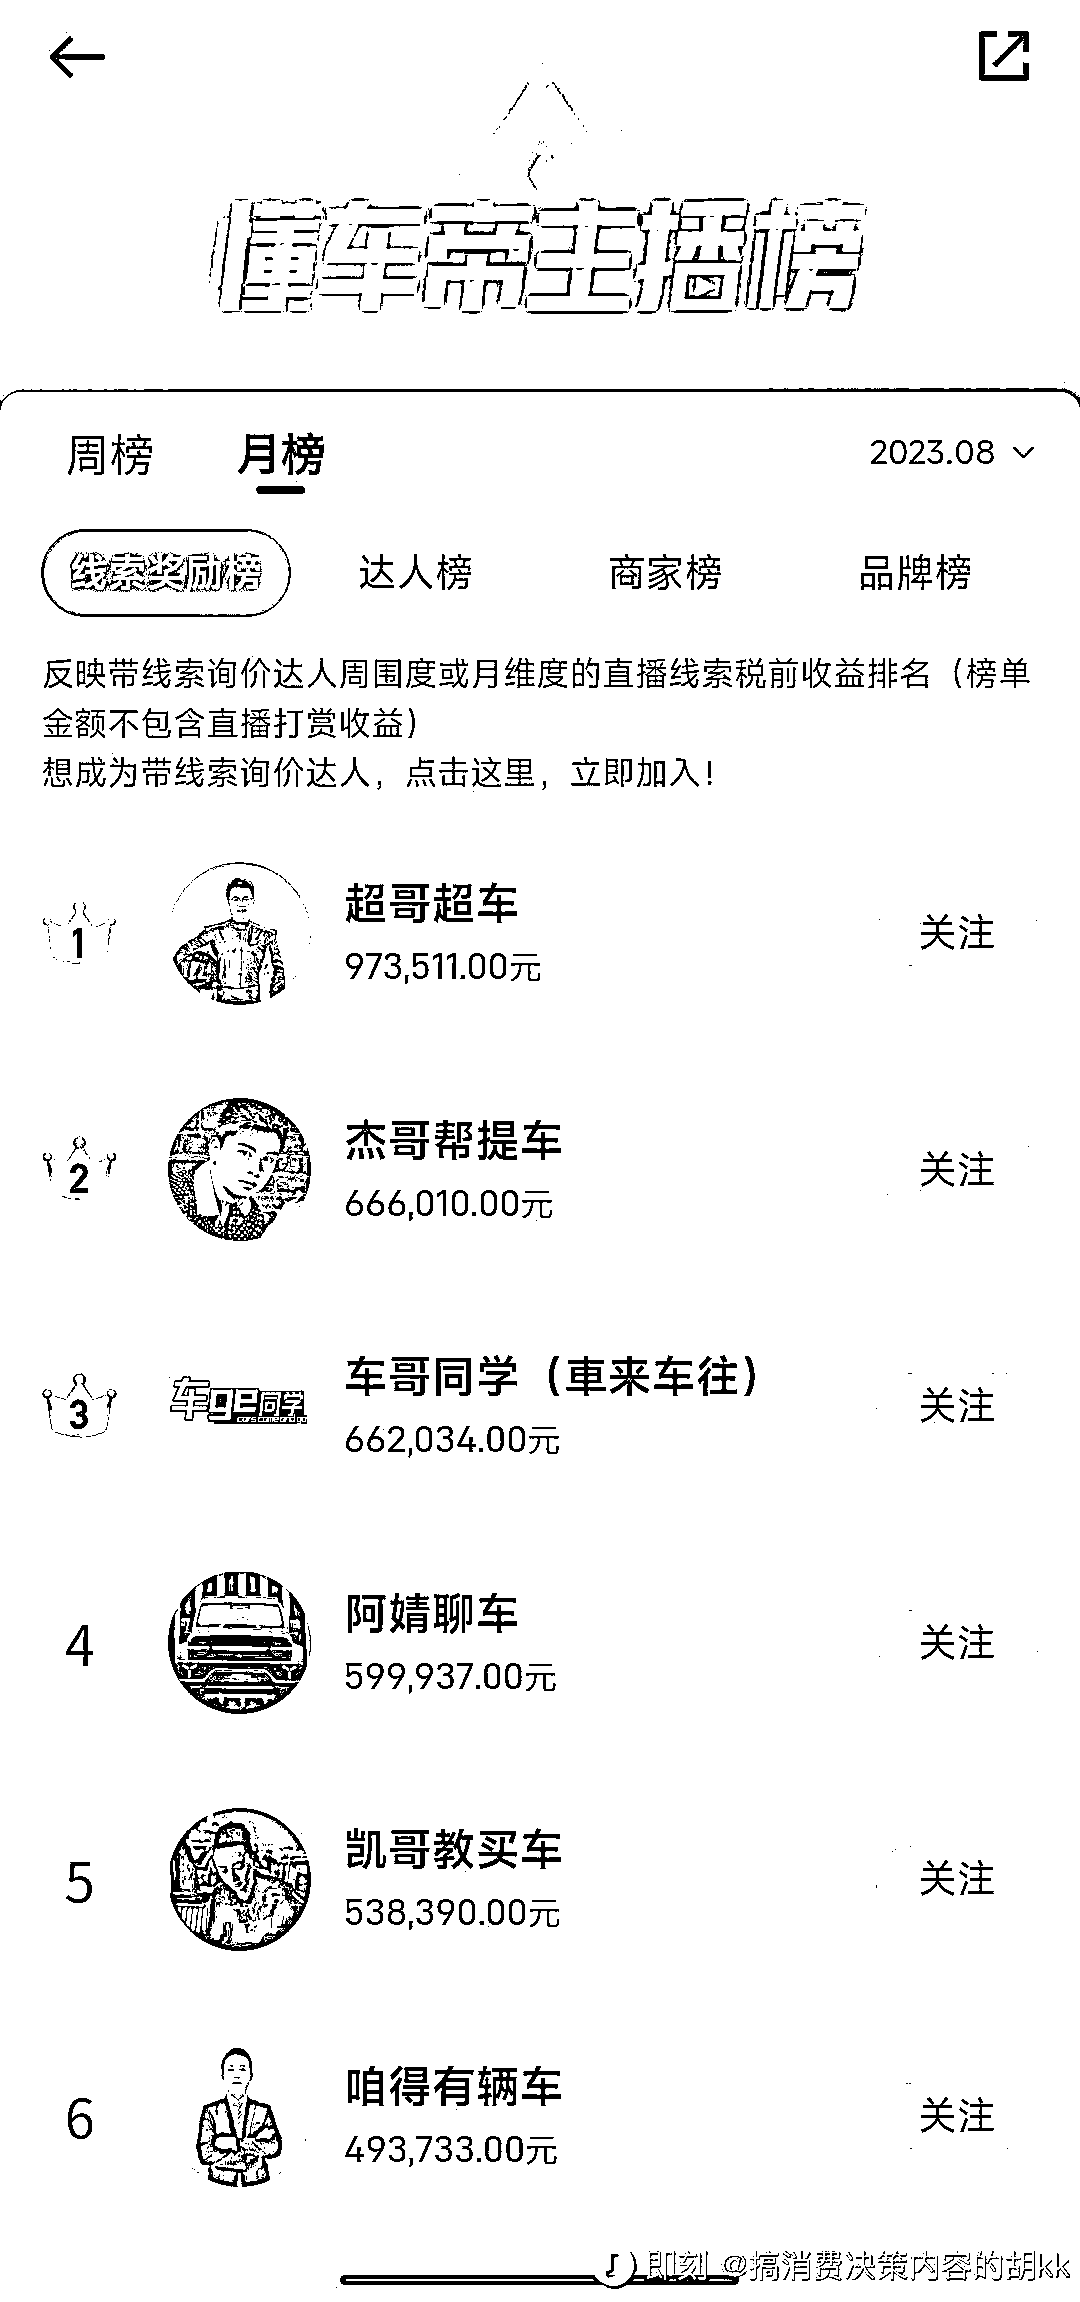 懂车帝主播榜
周榜 月榜 2023.08
线索奖励榜 达人榜 商家榜 品牌榜
反映带线索询价达人周围度或月维度的直播线索税前收益排名（榜单
金额不包含直播打赏收益）
想成为带线索询价达人，点击这里，立即加入！
1 超哥超车 关注
973,511.00元
2 杰哥帮提车 关注
666,010.00元
3 车ge同学 车哥同学（車来车往） 关注
662,034.00元
4 阿婧聊车 关注
599,937.00元
5 凯哥教买车 关注
538,390.00元
6 咱得有辆车 关注
493,733.00元
即刻 @搞消费决策内容的胡kk